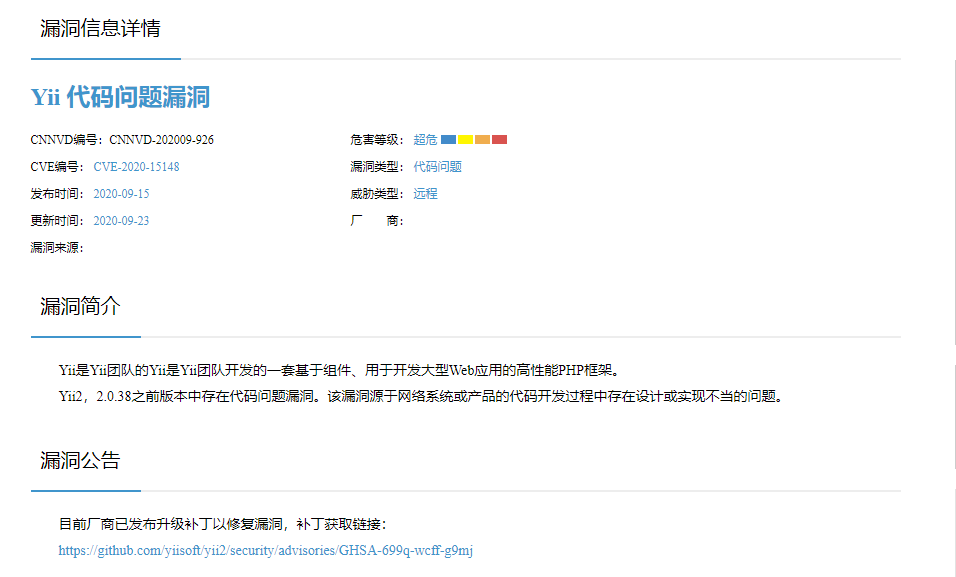 漏洞信息详情
Yii 代码问题漏洞
CNNVD编号：CNNVD-202009-926
危害等级： 超危
CVE编号： CVE-2020-15148
漏洞类型： 代码问题
发布时间： 2020-09-15
威胁类型： 远程
更新时间： 2020-09-23
厂 商：
漏洞来源：
漏洞简介
Yii是Yii团队的Yii是Yii团队开发的一套基于组件、用于开发大型Web应用的高性能PHP框架。
Yii2，2.0.38之前版本中存在代码问题漏洞。该漏洞源于网络系统或产品的代码开发过程中存在设计或实现不当的问题。
漏洞公告
目前厂商已发布升级补丁以修复漏洞，补丁获取链接：
https://github.com/yiisoft/yii2/security/advisories/GHSA-699q-wcff-g9mj